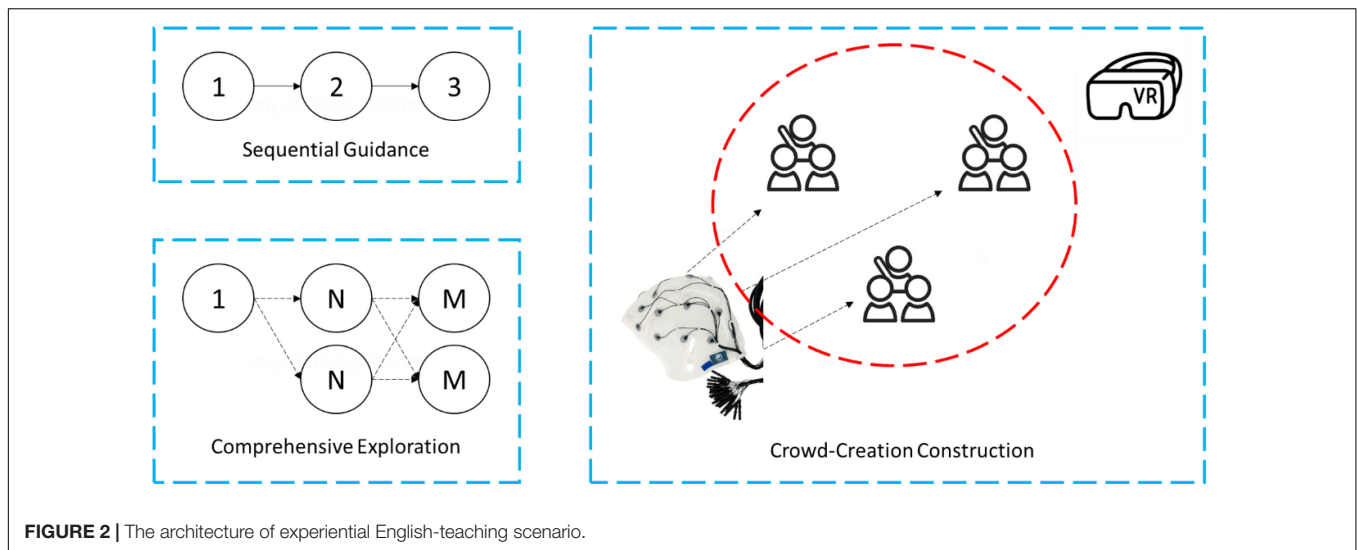 1 2 3
Sequential Guidance
1 N M
N M
Comprehensive Exploration
VR
Crowd-Creation Construction
FIGURE 2 | The architecture of experiential English-teaching scenario.